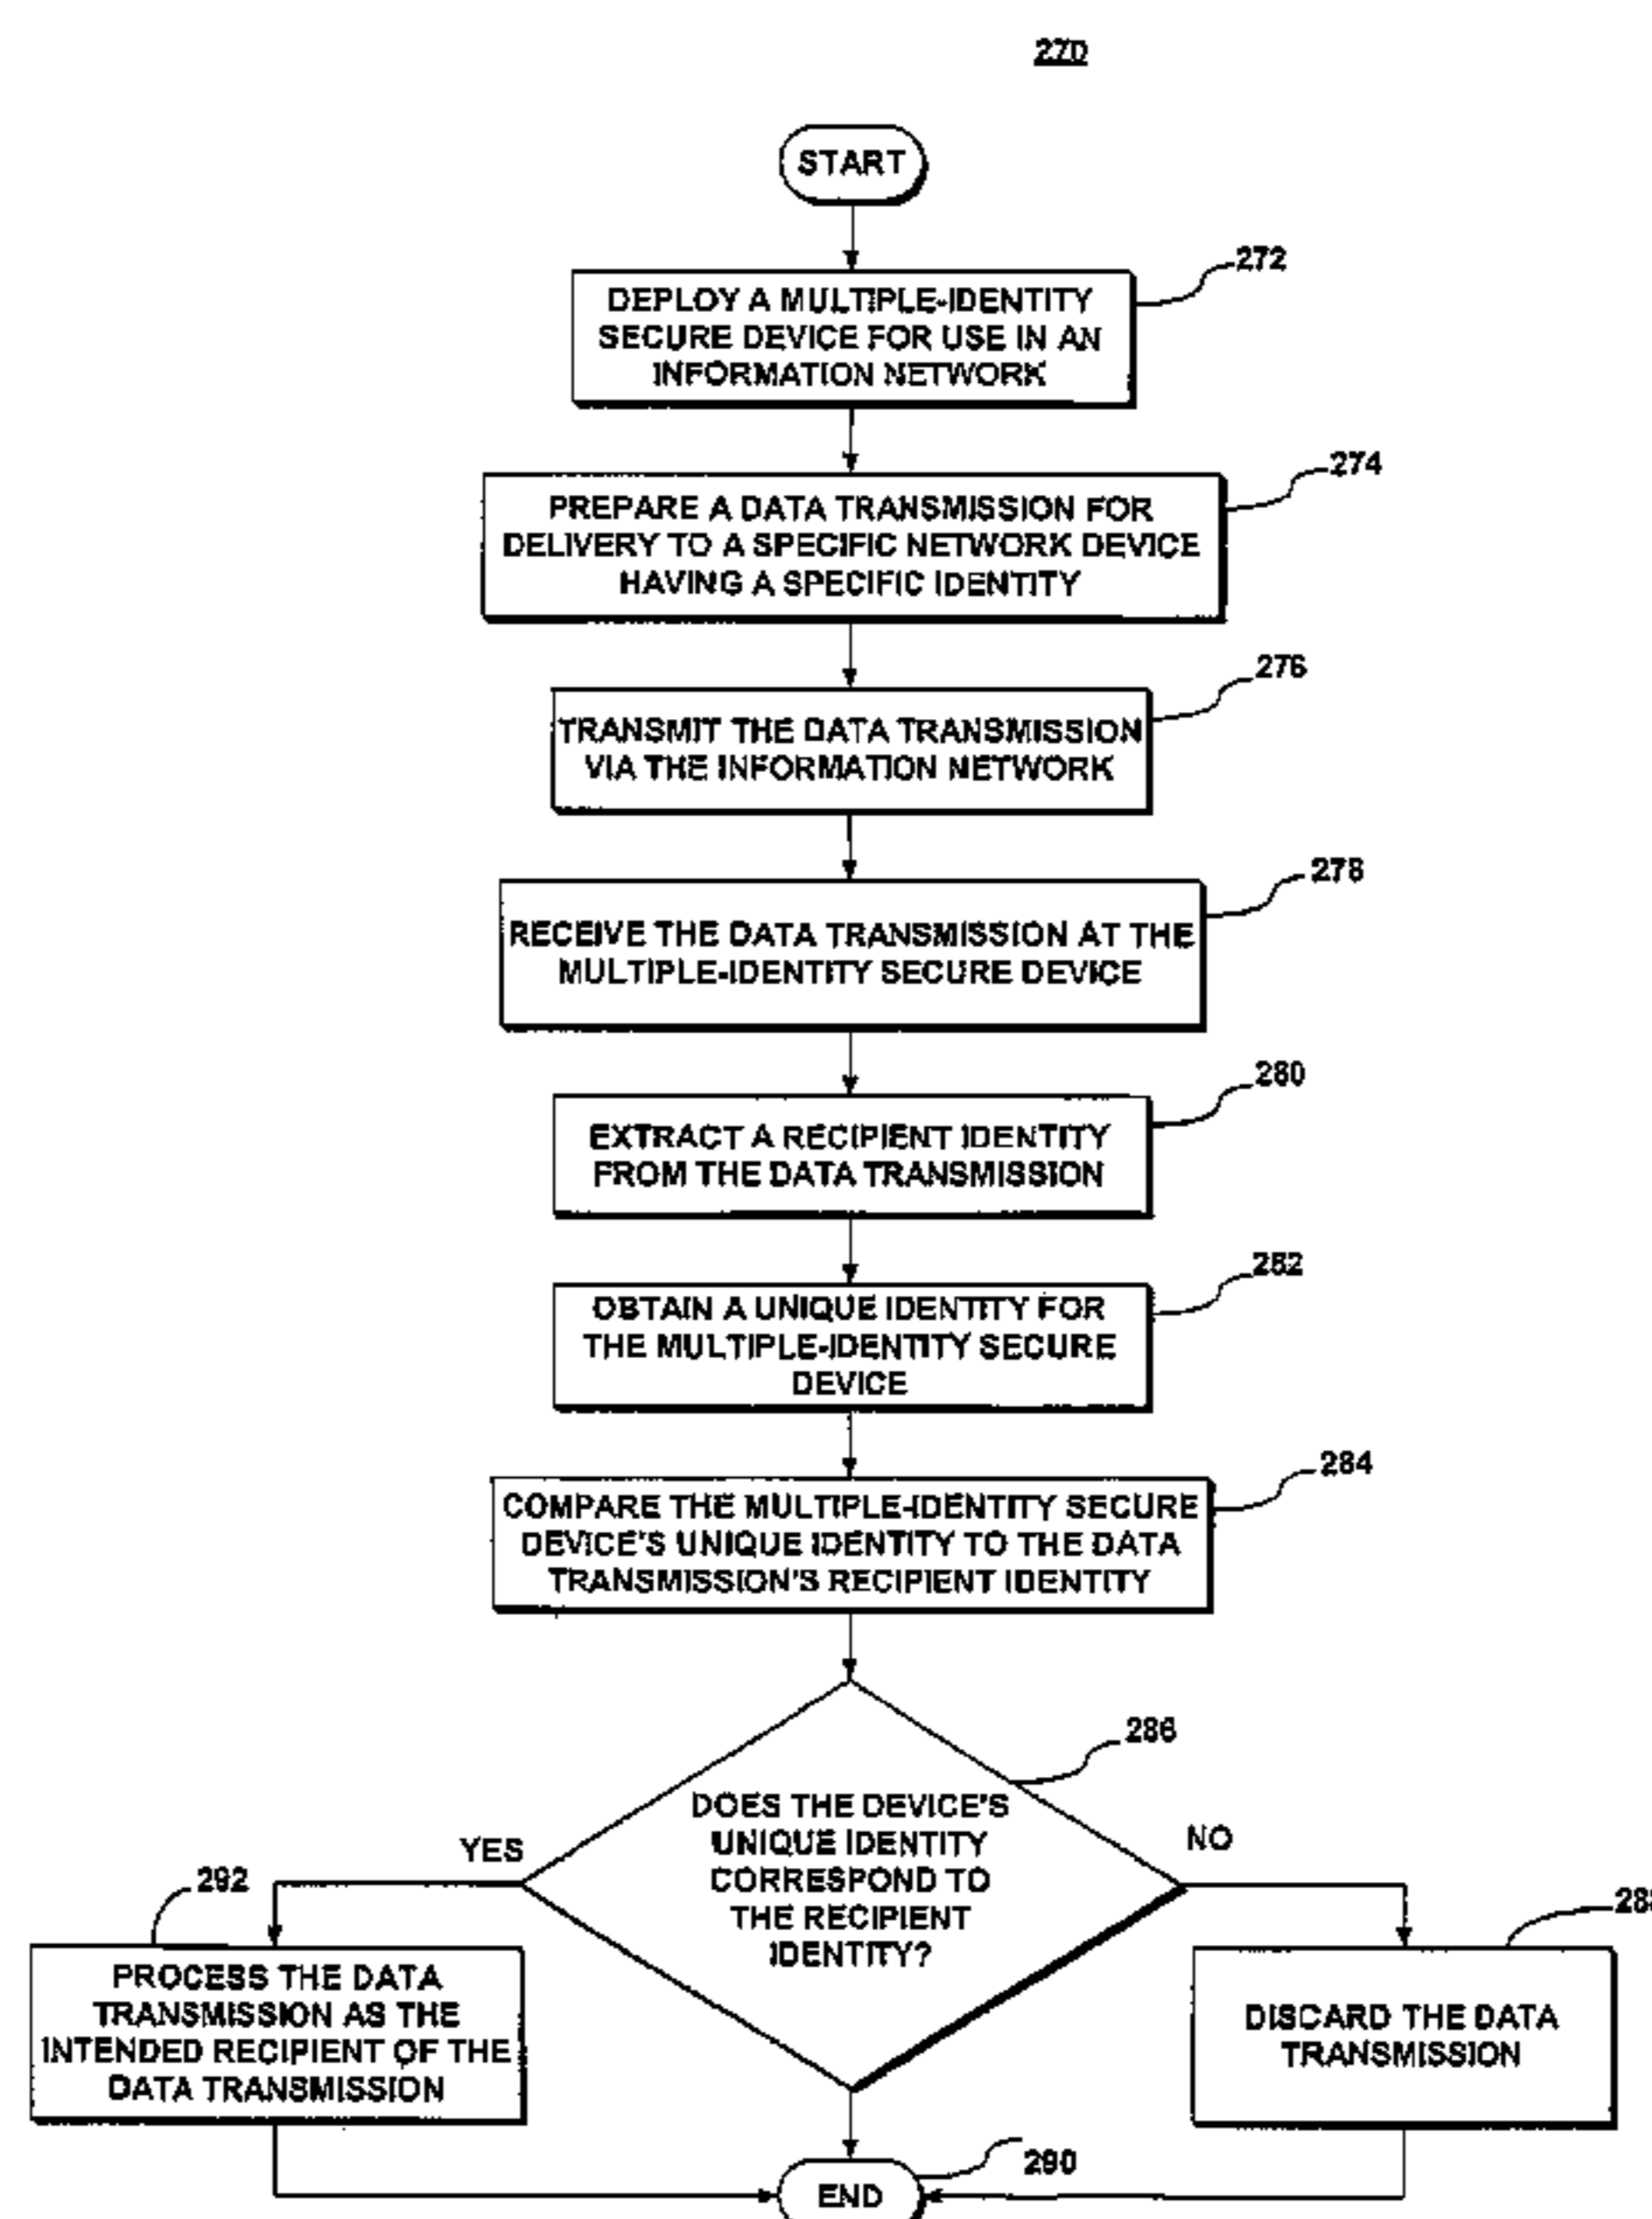 270
START
272
DEPLOY A MULTIPLE-IDENTITY
SECURE DEVICE FOR USE IN AN
INFORMATION NETWORK
274
PREPARE A DATA TRANSMISSION FOR
DELIVERY TO A SPECIFIC NETWORK DEVICE
HAVING A SPECIFIC IDENTITY
276
TRANSMIT THE DATA TRANSMISSION
VIA THE INFORMATION NETWORK
278
RECEIVE THE DATA TRANSMISSION AT THE
MULTIPLE-IDENTITY SECURE DEVICE
280
EXTRACT A RECIPIENT IDENTITY
FROM THE DATA TRANSMISSION
282
OBTAIN A UNIQUE IDENTITY FOR
THE MULTIPLE-IDENTITY SECURE
DEVICE
284
COMPARE THE MULTIPLE-IDENTITY SECURE
DEVICE'S UNIQUE IDENTITY TO THE DATA
TRANSMISSION'S RECIPIENT IDENTITY
286
DOES THE DEVICE'S
UNIQUE IDENTITY
CORRESPOND TO
THE RECIPIENT
IDENTITY?
YES
NO
292
PROCESS THE DATA
TRANSMISSION AS THE
INTENDED RECIPIENT OF THE
DATA TRANSMISSION
DISCARD THE DATA
TRANSMISSION
290
END